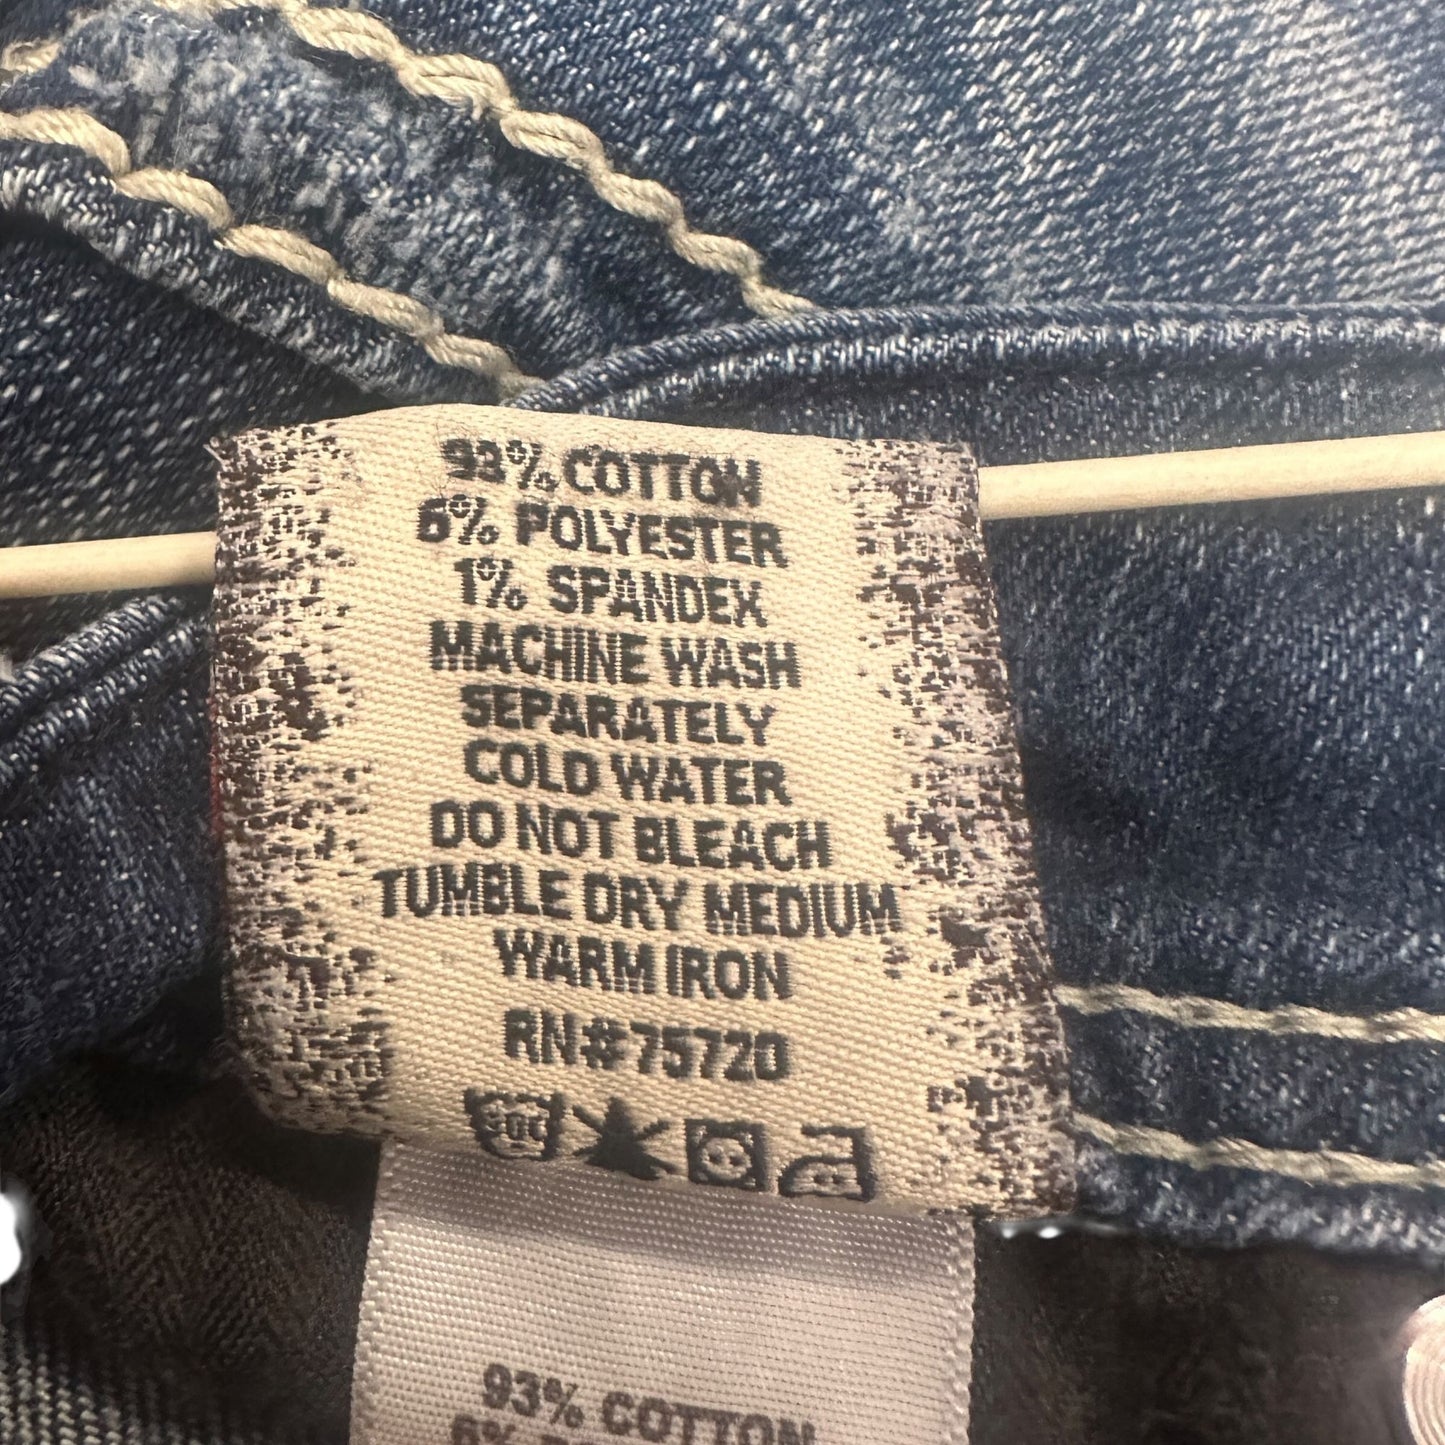 93% COTTON
6% POLYESTER
1% SPANDEX
MACHINE WASH
SEPARATELY
COLD WATER
DO NOT BLEACH
TUMBLE DRY MEDIUM
WARM IRON
RN#75720
93% COTTON
6%